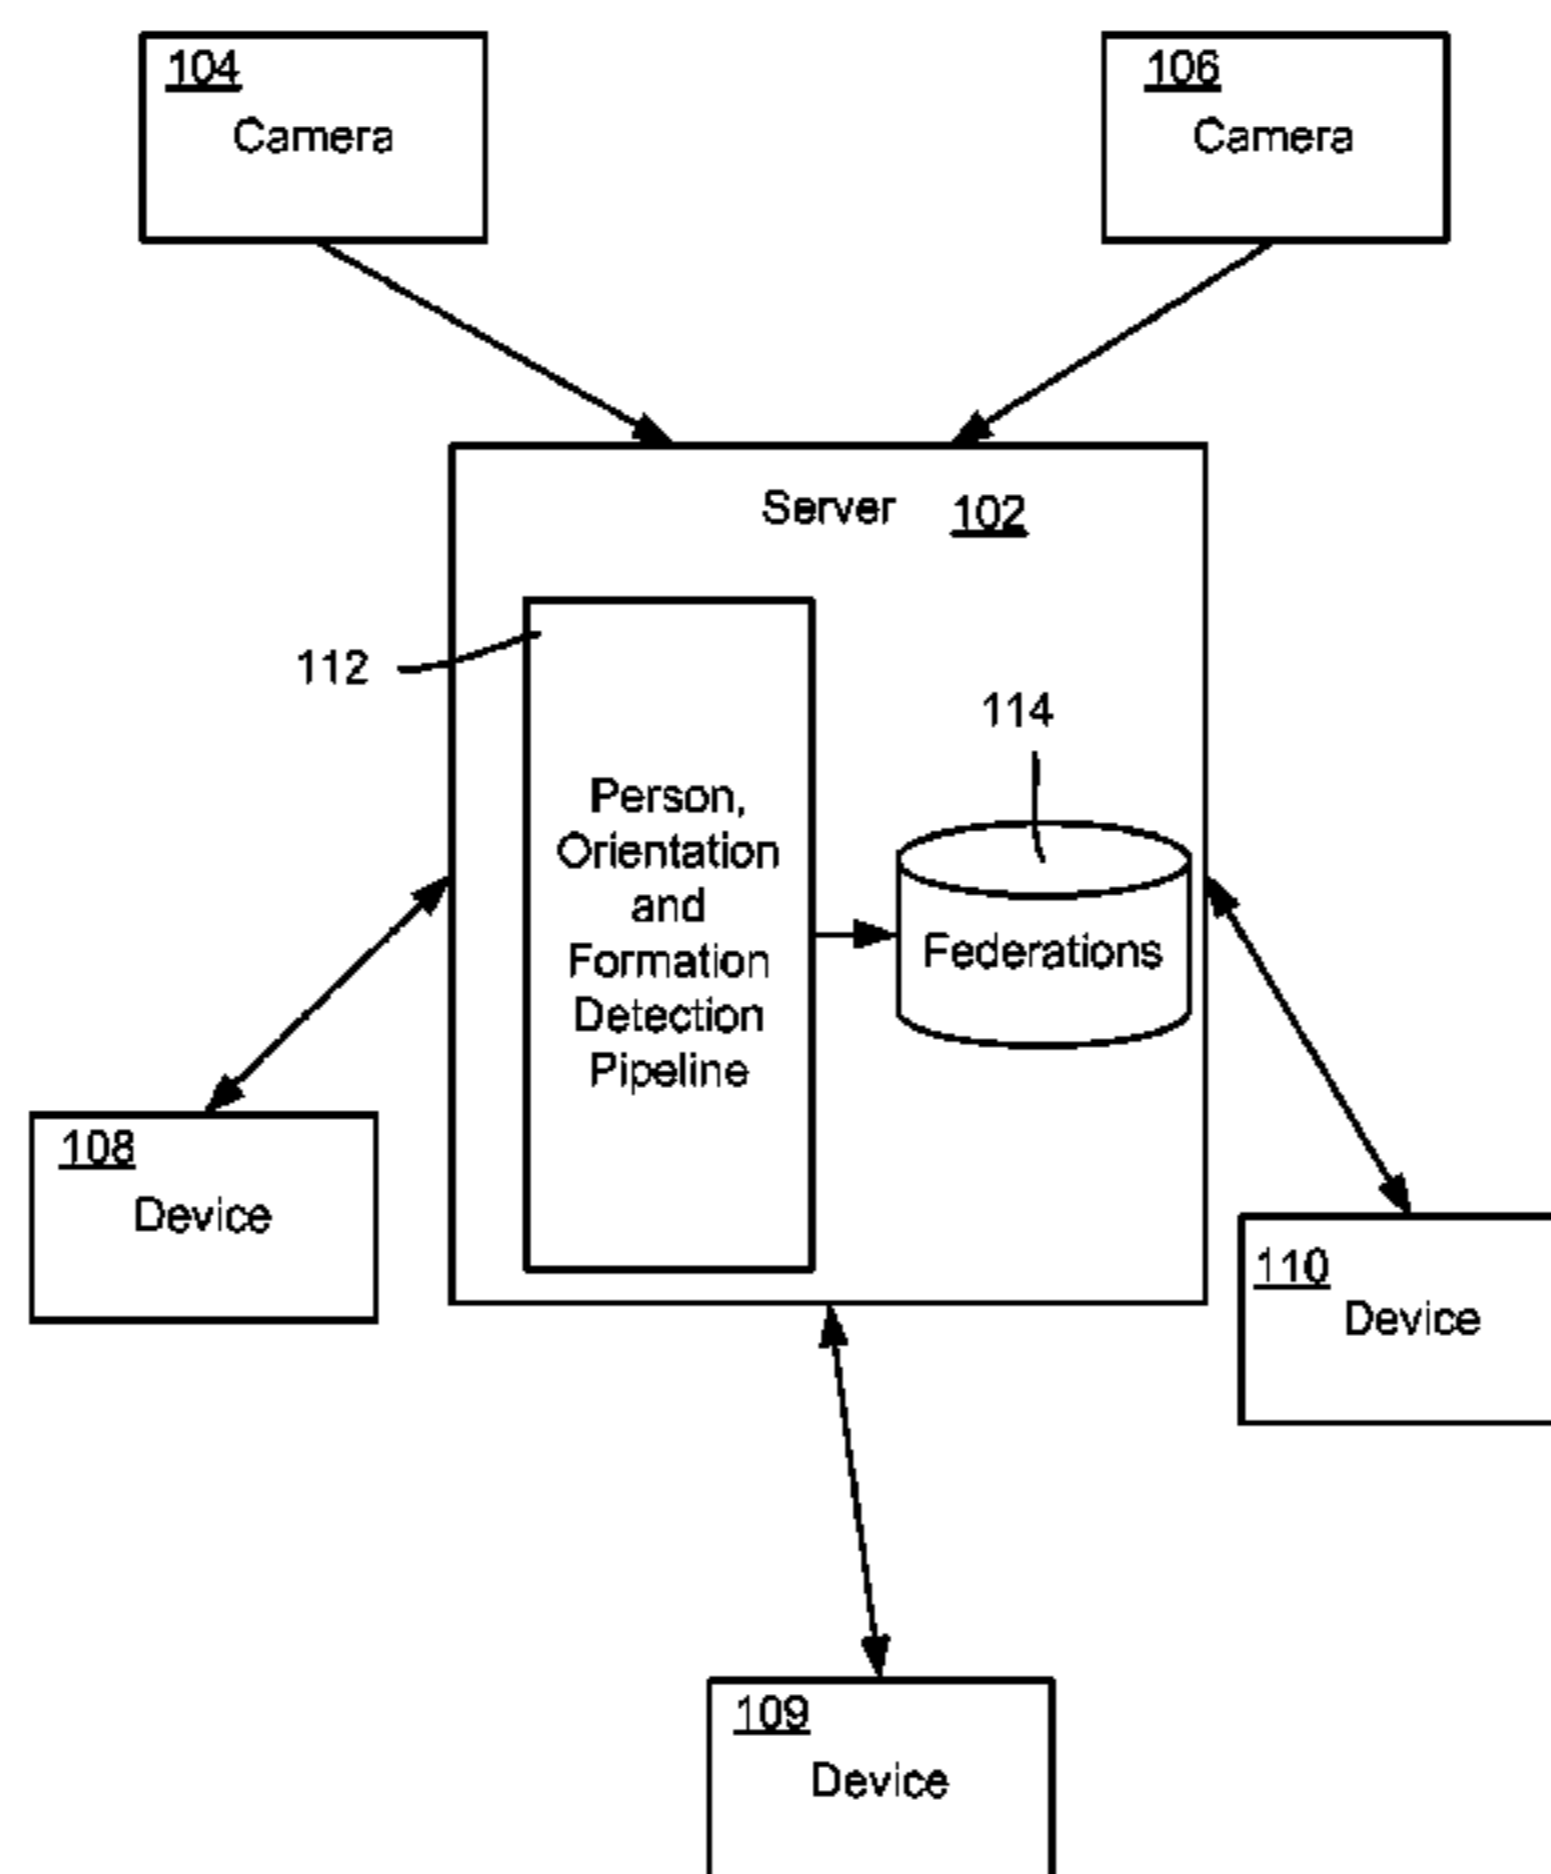 104
Camera
106
Camera
Server 102
112
114
Person,
Orientation
and
Formation
Detection
Pipeline
Federations
108
Device
110
Device
109
Device